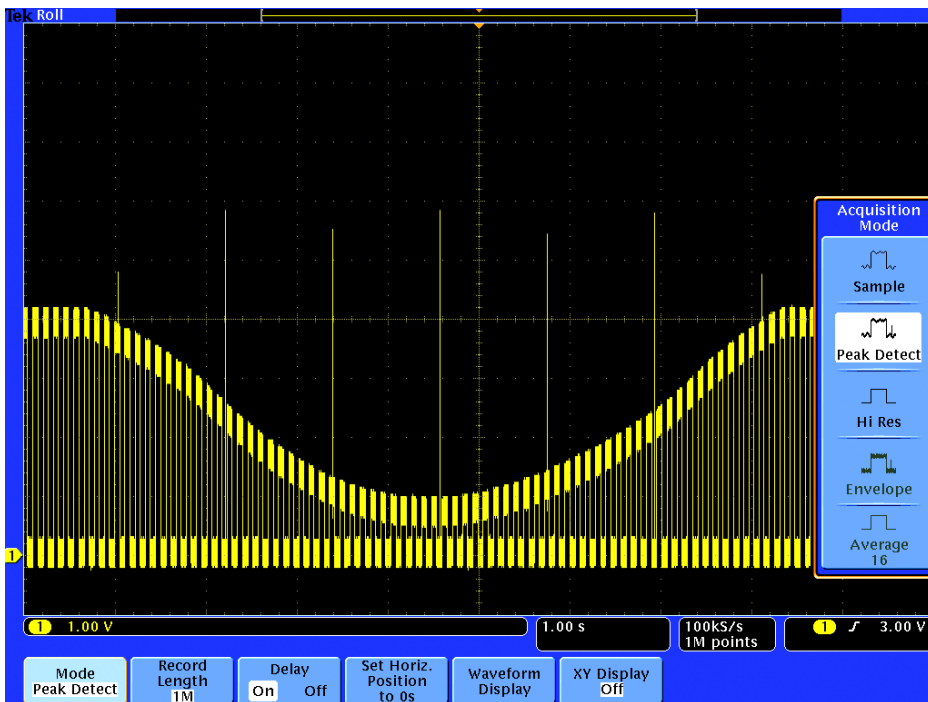 Tek Roll
Acquisition
Mode
Sample
Peak Detect
Hi Res
Envelope
Average
16
1
1 1.00 V
1.00 s
100kS/s
1M points
1 3.00 V
Mode
Peak Detect
Record
Length
1M
Delay
On Off
Set Horiz.
Position
to 0s
Waveform
Display
XY Display
Off